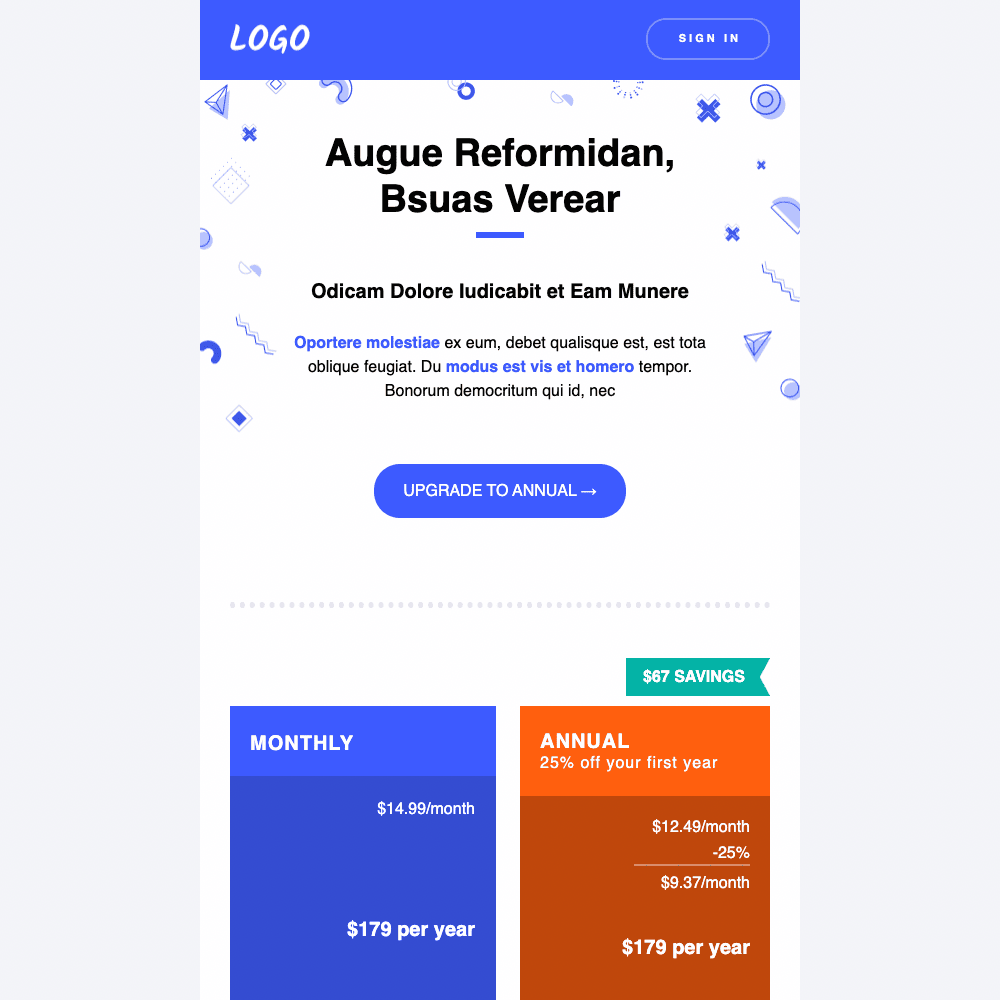 LOGO
SIGN IN
Augue Reformidan,
Bsuas Verear
Odicam Dolore Iudicabit et Eam Munere
Oportere molestiae ex eum, debet qualisque est, est tota
oblique feugiat. Du modus est vis et homero tempor.
Bonorum democritum qui id, nec
UPGRADE TO ANNUAL →
$67 SAVINGS
MONTHLY
$14.99/month
$179 per year
ANNUAL
25% off your first year
$12.49/month
-25%
$9.37/month
$179 per year